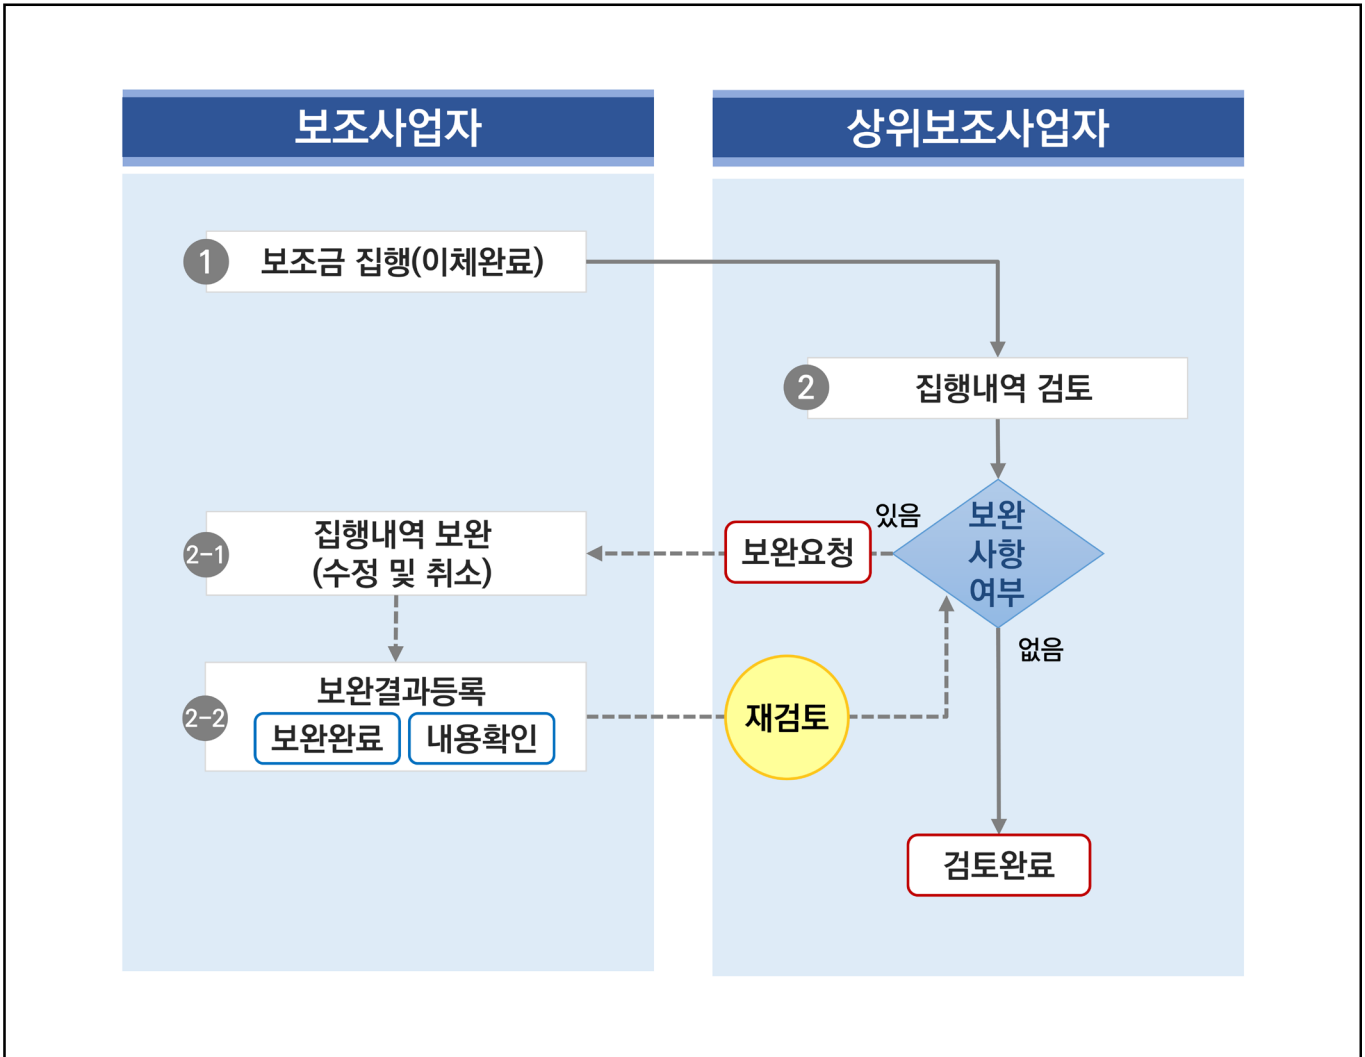 보조사업자
상위보조사업자
1 보조금 집행(이체완료)
2 집행내역 검토
보완
사항
여부
있음
보완요청
2-1 집행내역 보완
(수정 및 취소)
없음
2-2 보완결과등록
보완완료 내용확인
재검토
검토완료